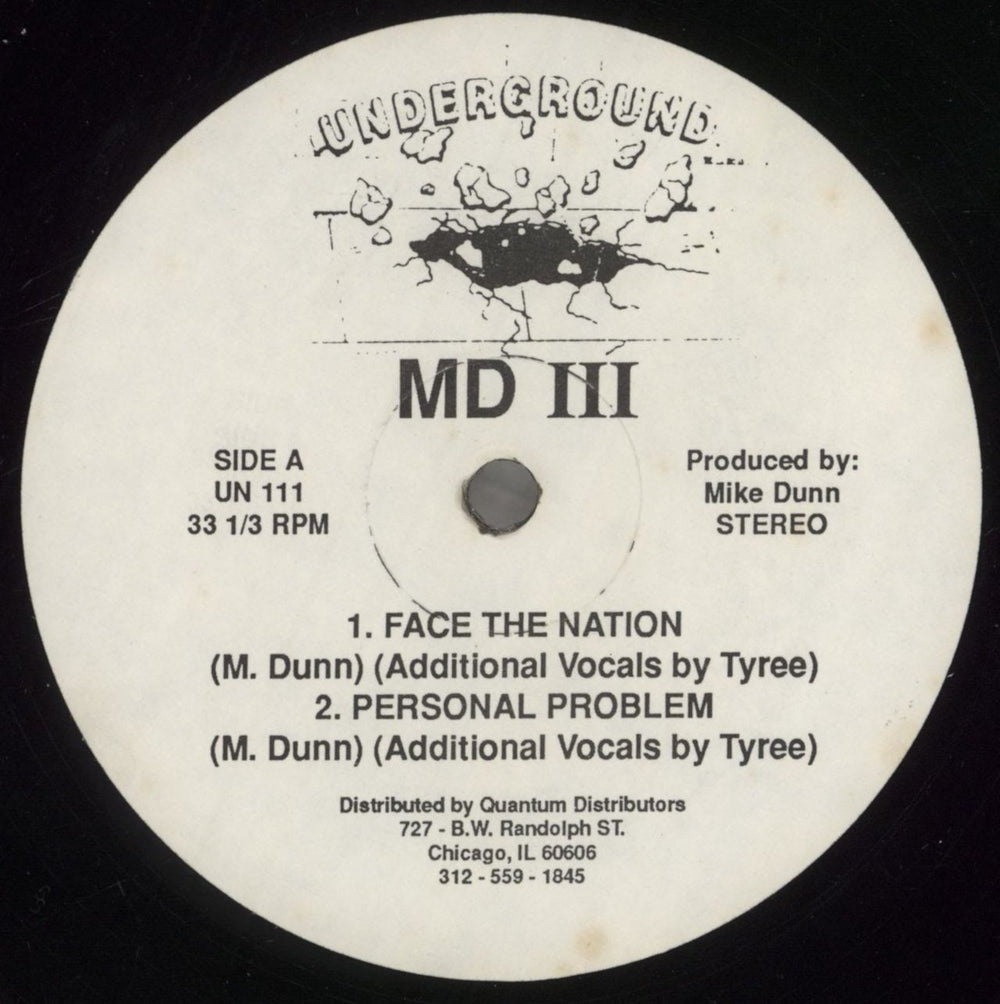 UNDERGROUND
MD III
SIDE A
UN 111
33 1/3 RPM
Produced by:
Mike Dunn
STEREO
1. FACE THE NATION
(M. Dunn) (Additional Vocals by Tyree)
2. PERSONAL PROBLEM
(M. Dunn) (Additional Vocals by Tyree)
Distributed by Quantum Distributors
727 - B.W. Randolph ST.
Chicago, IL 60606
312 - 559 - 1845